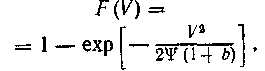 F (V) =
= 1 — exp [ — V² / 2Ψ (1 + b) ] ,